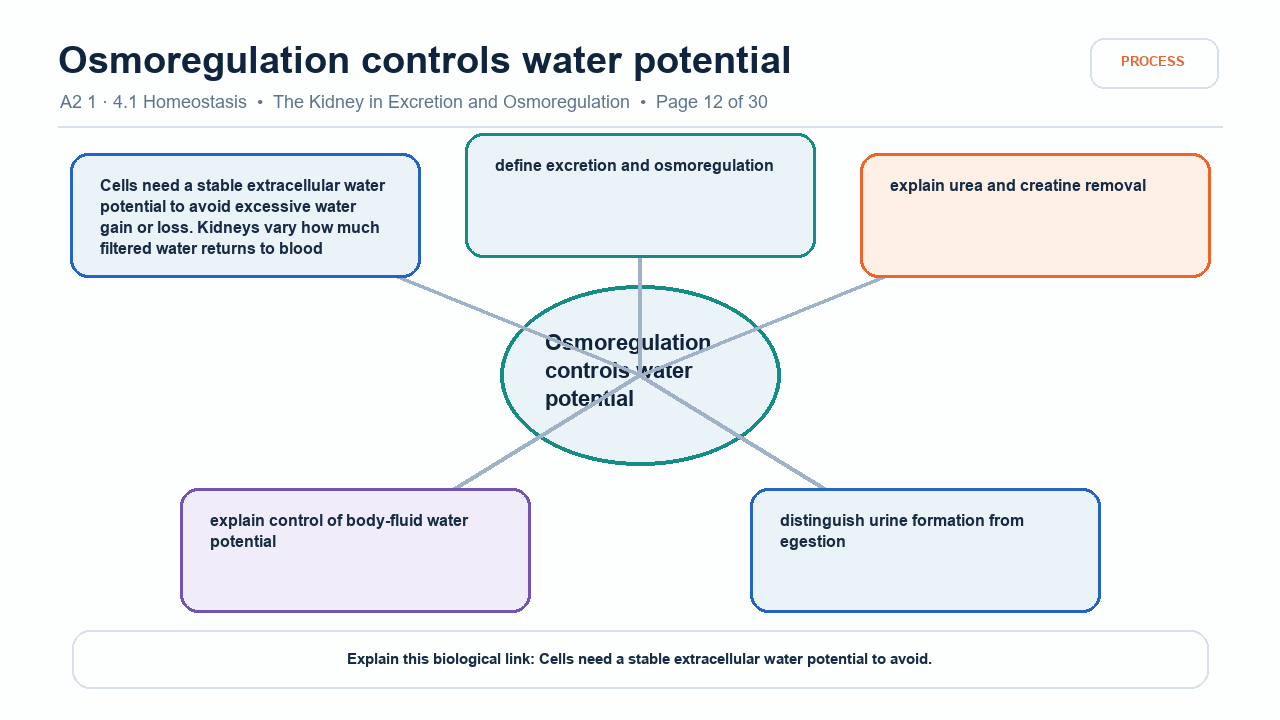 Osmoregulation controls water potential
PROCESS
A2 1 · 4.1 Homeostasis • The Kidney in Excretion and Osmoregulation • Page 12 of 30
Cells need a stable extracellular water
potential to avoid excessive water
gain or loss. Kidneys vary how much
filtered water returns to blood
define excretion and osmoregulation
explain urea and creatine removal
Osmoregulation
controls water
potential
explain control of body-fluid water
potential
distinguish urine formation from
egestion
Explain this biological link: Cells need a stable extracellular water potential to avoid.